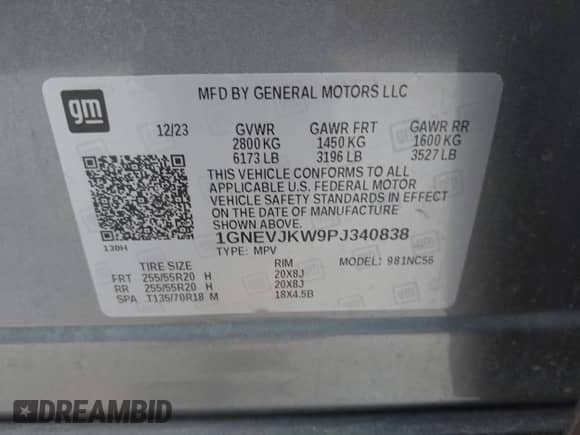 gm
MFD BY GENERAL MOTORS LLC
12/23 GVWR GAWR FRT GAWR RR
2800 KG 1450 KG 1600 KG
6173 LB 3196 LB 3527 LB
THIS VEHICLE CONFORMS TO ALL
APPLICABLE U.S. FEDERAL MOTOR
VEHICLE SAFETY STANDARDS IN EFFECT
ON THE DATE OF MANUFACTURE
SHOWN ABOVE.
1GNEVJKW9PJ340838
130H TYPE: MPV MODEL: 981NC56
TIRE SIZE RIM
FRT 255/55R20 H 20X8J
RR 255/55R20 H 20X8J
SPA T135/70R18 M 18X4.5B
DREAMBID